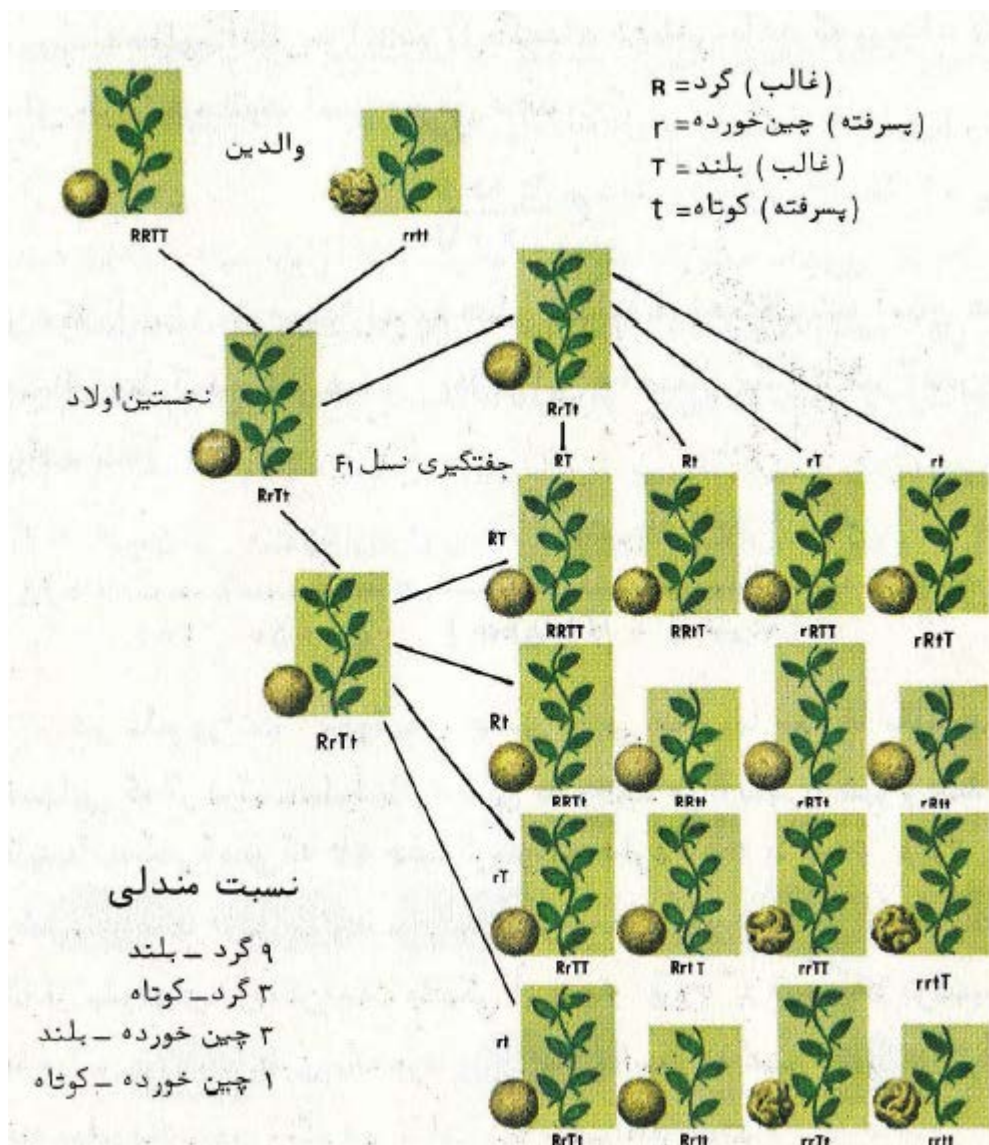 R = گرد (غالب)
r = چین‌خورده (پسرفته)
T = بلند (غالب)
t = کوتاه (پسرفته)
والدین
RRTT
rrtt
نخستین اولاد
RrTt
RrTt
جفتگیری نسل F۱
RT Rt rT rt
RT
RRTT RRtT rRTT rRtT
RrTt
Rt
RRTt RRtt rRTt rRtt
rT
RrTT RrtT rrTT rrtT
rt
RrTt Rrtt rrTt rrtt
نسبت مندلی
۹ گرد – بلند
۳ گرد – کوتاه
۳ چین خورده – بلند
۱ چین خورده – کوتاه